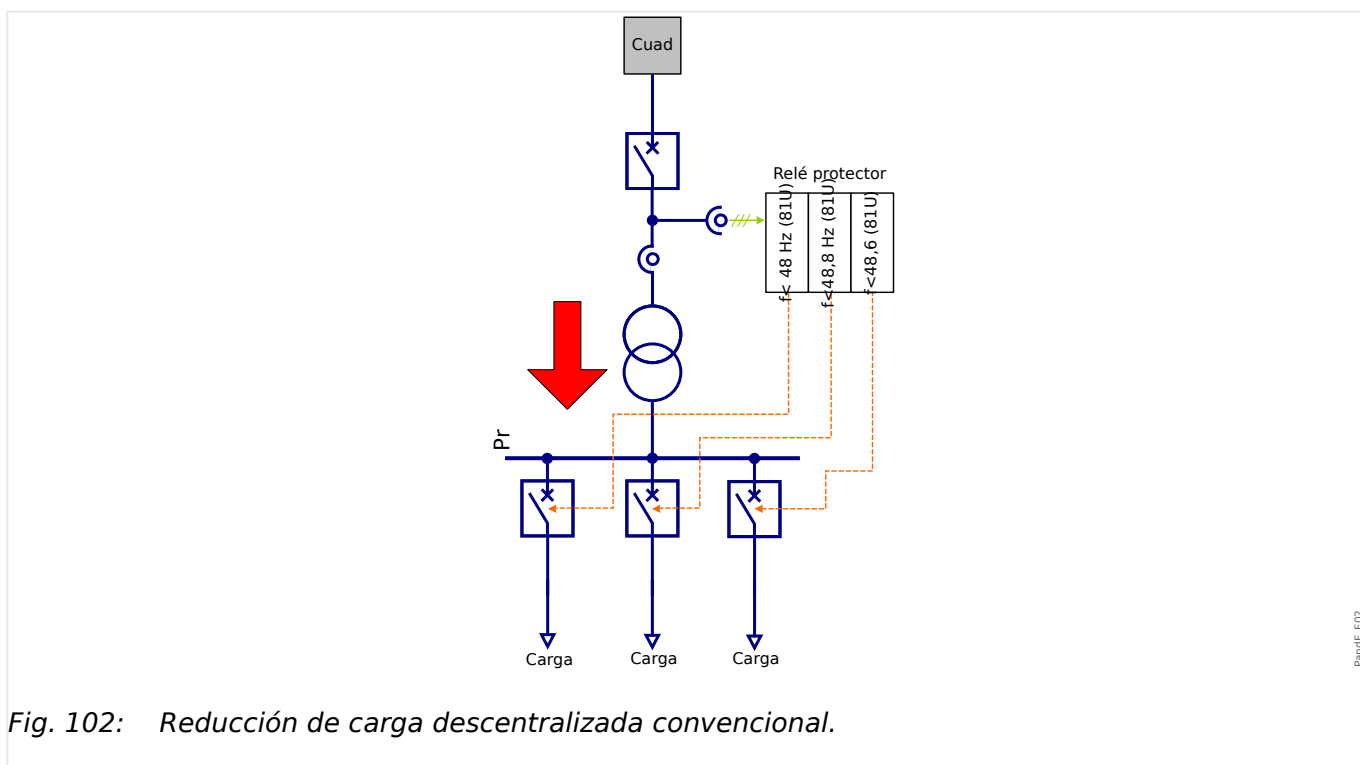 Cuad
Relé protector
f< 48 Hz (81U)
f<48,8 Hz (81U)
f<48,6 (81U)
Pr
Carga
Carga
Carga
PandF_E02
Fig. 102: Reducción de carga descentralizada convencional.